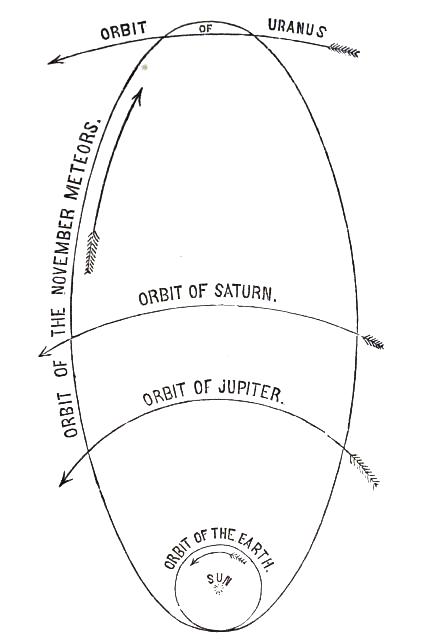 ORBIT OF URANUS
ORBIT OF THE NOVEMBER METEORS.
ORBIT OF SATURN.
ORBIT OF JUPITER.
ORBIT OF THE EARTH.
SUN